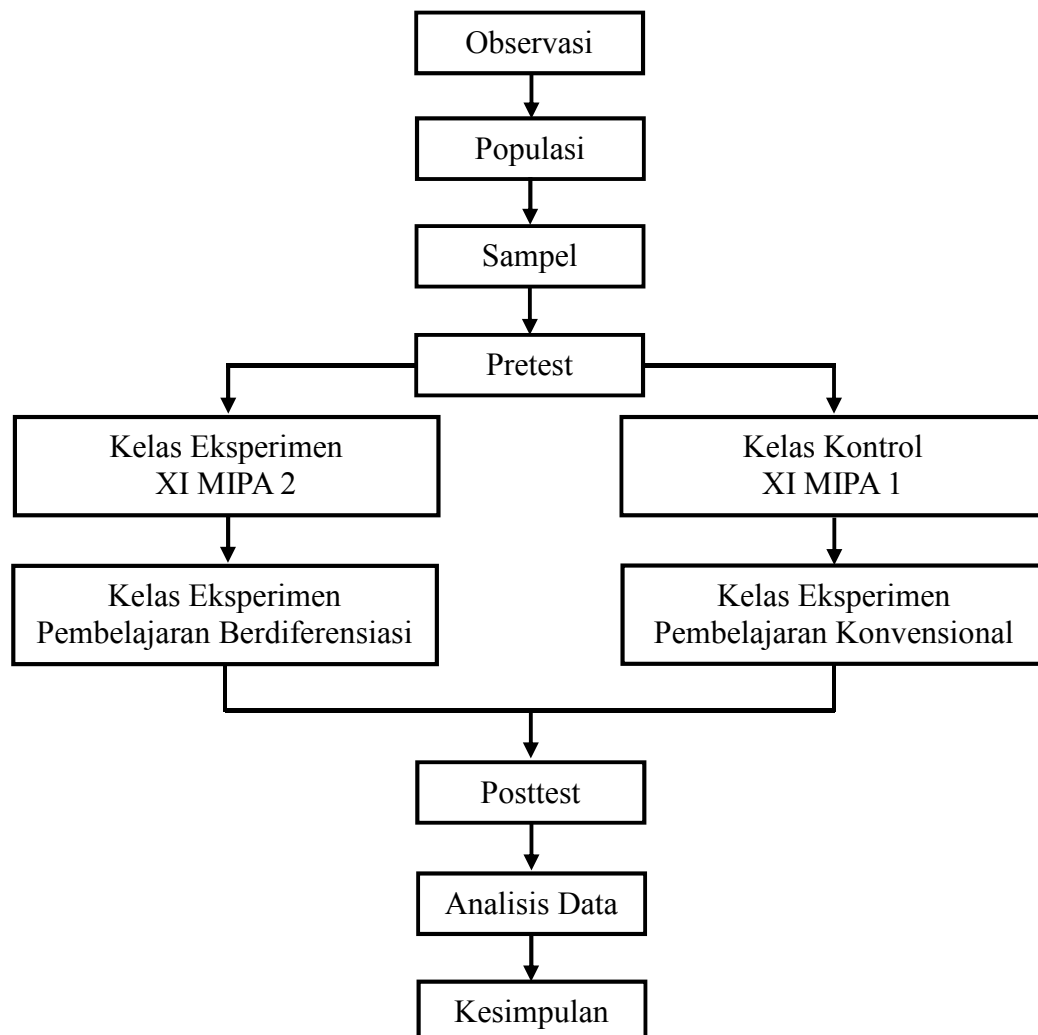 Observasi
Populasi
Sampel
Pretest
Kelas Eksperimen
XI MIPA 2
Kelas Kontrol
XI MIPA 1
Kelas Eksperimen
Pembelajaran Berdiferensiasi
Kelas Eksperimen
Pembelajaran Konvensional
Posttest
Analisis Data
Kesimpulan